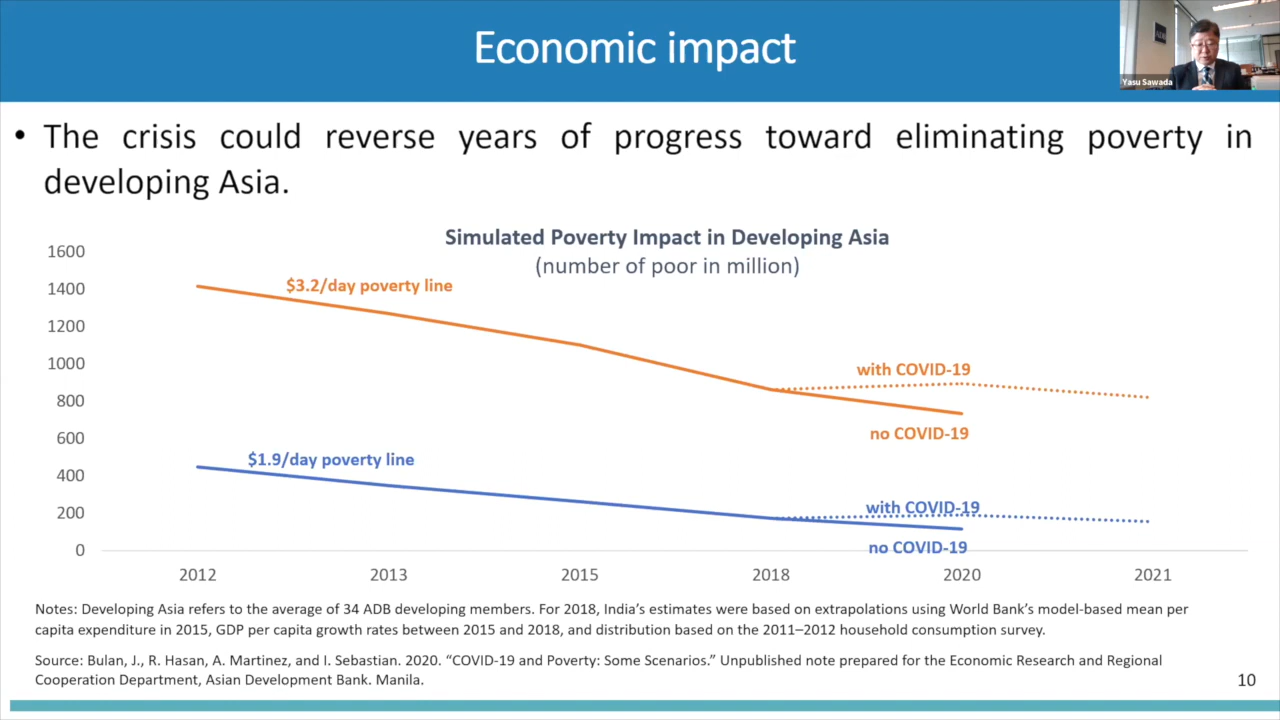 Economic impact
Yasu Sawada
• The crisis could reverse years of progress toward eliminating poverty in
developing Asia.
Simulated Poverty Impact in Developing Asia
(number of poor in million)
1600
1400
1200
1000
800
600
400
200
0
$3.2/day poverty line
with COVID-19
no COVID-19
$1.9/day poverty line
with COVID-19
no COVID-19
2012 2013 2015 2018 2020 2021
Notes: Developing Asia refers to the average of 34 ADB developing members. For 2018, India's estimates were based on extrapolations using World Bank's model-based mean per
capita expenditure in 2015, GDP per capita growth rates between 2015 and 2018, and distribution based on the 2011–2012 household consumption survey.
Source: Bulan, J., R. Hasan, A. Martinez, and I. Sebastian. 2020. “COVID-19 and Poverty: Some Scenarios.” Unpublished note prepared for the Economic Research and Regional
Cooperation Department, Asian Development Bank. Manila.
10